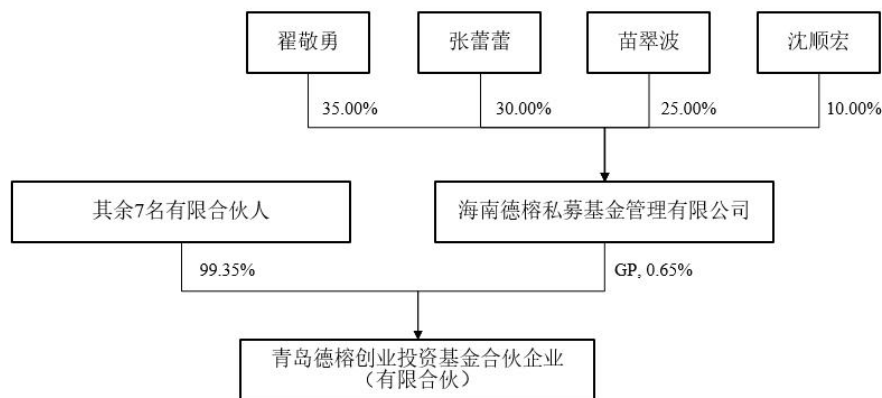 翟敬勇
张蕾蕾
苗翠波
沈顺宏
35.00%
30.00%
25.00%
10.00%
其余7名有限合伙人
海南德榕私募基金管理有限公司
99.35%
GP, 0.65%
青岛德榕创业投资基金合伙企业
（有限合伙）